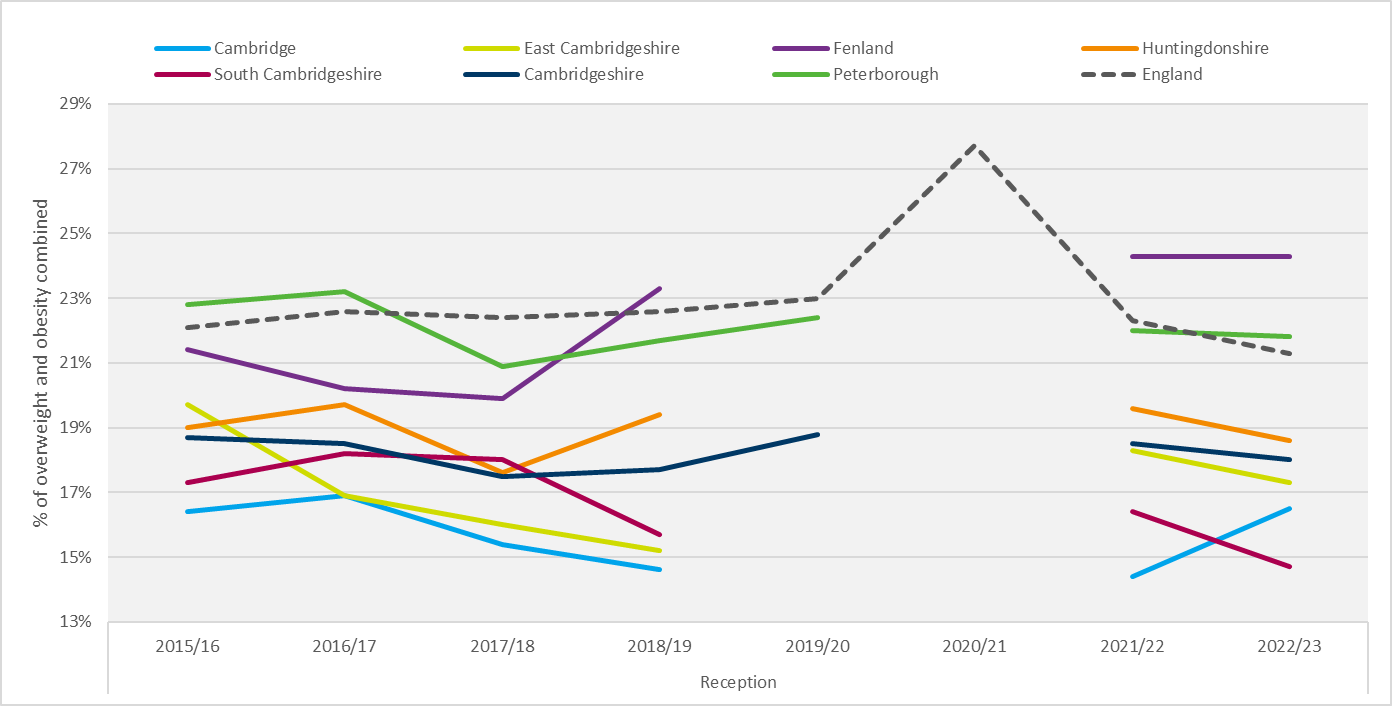 Cambridge East Cambridgeshire Fenland Huntingdonshire
South Cambridgeshire Cambridgeshire Peterborough England
% of overweight and obesity combined
29%
27%
25%
23%
21%
19%
17%
15%
13%
2015/16 2016/17 2017/18 2018/19 2019/20 2020/21 2021/22 2022/23
Reception